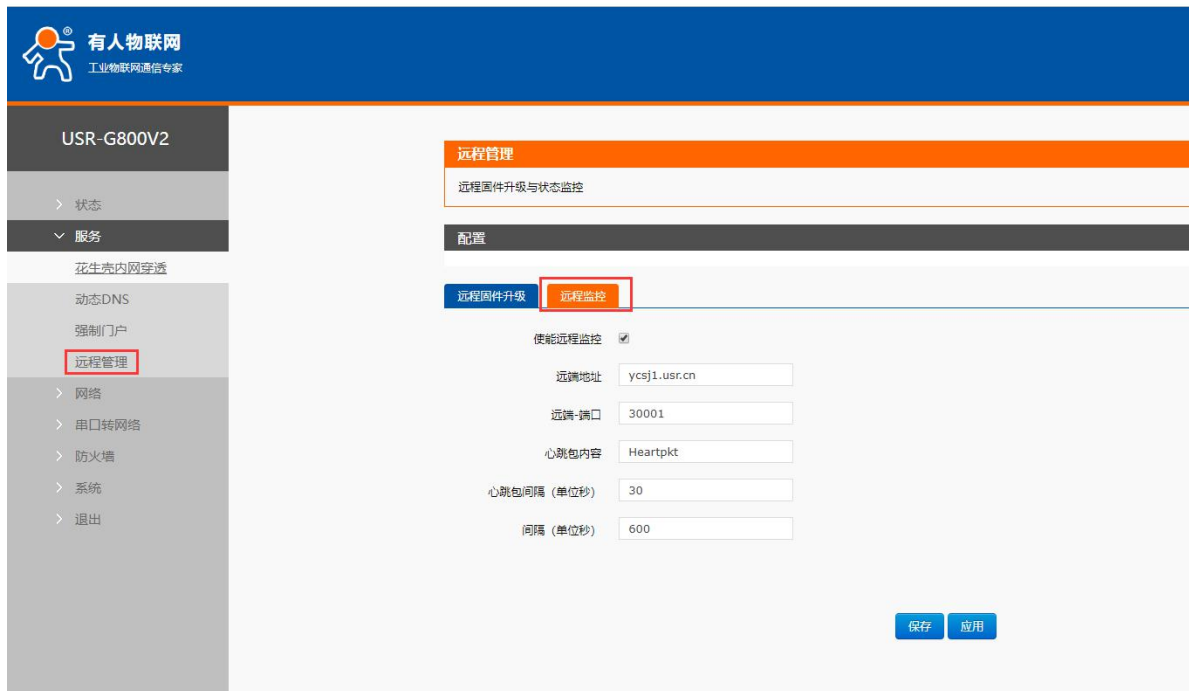 有人物联网®
工业物联网通信专家
USR-G800V2
状态
服务
花生壳内网穿透
动态DNS
强制门户
远程管理
网络
串口转网络
防火墙
系统
退出
远程管理
远程固件升级与状态监控
配置
远程固件升级 远程监控
使能远程监控
远端地址 ycsj1.usr.cn
远端-端口 30001
心跳包内容 Heartpkt
心跳包间隔（单位秒） 30
间隔（单位秒） 600
保存 应用